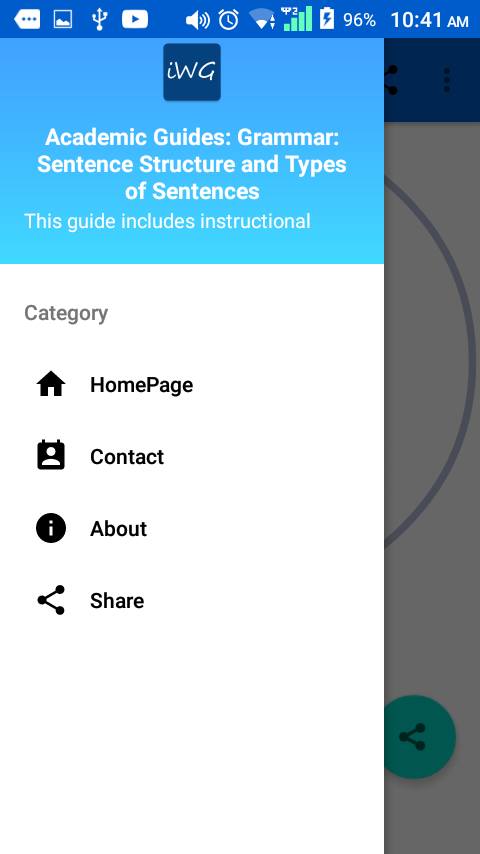 96% 10:41 AM
iWG
Academic Guides: Grammar:
Sentence Structure and Types
of Sentences
This guide includes instructional
Category
HomePage
Contact
About
Share